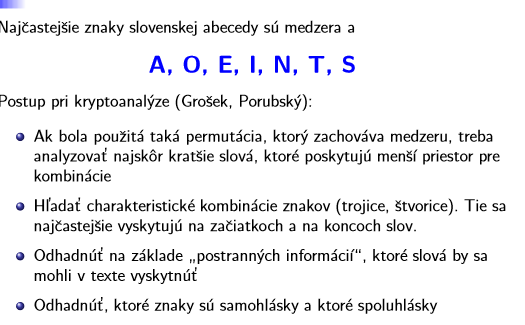 Najčastejšie znaky slovenskej abecedy sú medzera a
A, O, E, I, N, T, S
Postup pri kryptoanalýze (Grošek, Porubský):
Ak bola použitá taká permutácia, ktorý zachováva medzeru, treba
analyzovať najskôr kratšie slová, ktoré poskytujú menší priestor pre
kombinácie
Hľadať charakteristické kombinácie znakov (trojice, štvorice). Tie sa
najčastejšie vyskytujú na začiatkoch a na koncoch slov.
Odhadnúť na základe „postranných informácií“, ktoré slová by sa
mohli v texte vyskytnúť
Odhadnúť, ktoré znaky sú samohlásky a ktoré spoluhlásky